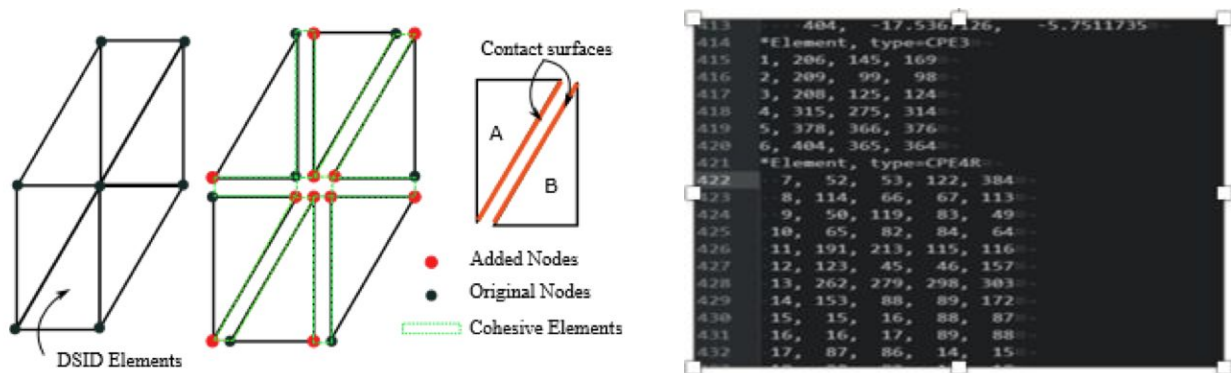 Contact surfaces
A
B
Added Nodes
Original Nodes
Cohesive Elements
DSID Elements
413 404, -17.5367126, -5.7511735
414 *Element, type=CPE3
415 1, 206, 145, 169
416 2, 209, 99, 98
417 3, 208, 125, 124
418 4, 315, 275, 314
419 5, 378, 366, 376
420 6, 404, 365, 364
421 *Element, type=CPE4R
422 7, 52, 53, 122, 384
423 8, 114, 66, 67, 113
424 9, 50, 119, 83, 49
425 10, 65, 82, 84, 64
426 11, 191, 213, 115, 116
427 12, 123, 45, 46, 157
428 13, 262, 279, 298, 303
429 14, 153, 88, 89, 172
430 15, 15, 16, 88, 87
431 16, 16, 17, 89, 88
432 17, 87, 86, 14, 15